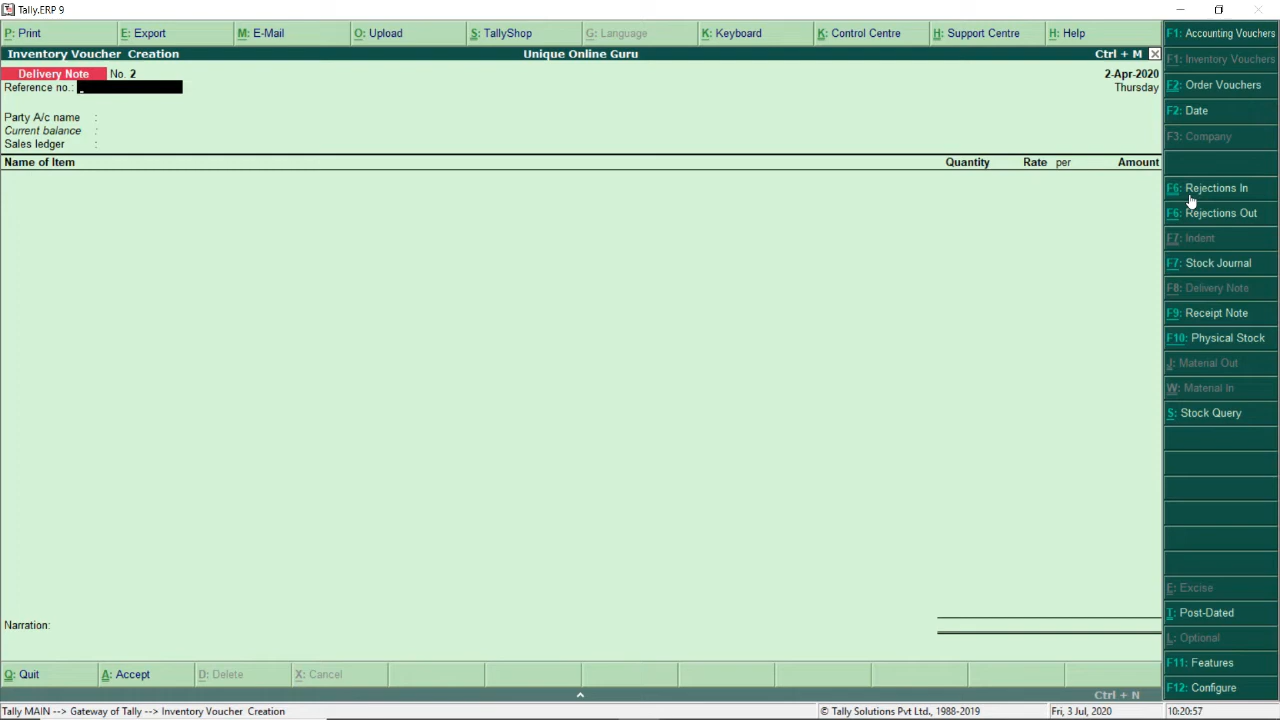 Tally.ERP 9
P: Print
E: Export
M: E-Mail
O: Upload
S: TallyShop
G: Language
K: Keyboard
K: Control Centre
H: Support Centre
H: Help
Inventory Voucher Creation
Unique Online Guru
Ctrl + M
Delivery Note No. 2
2-Apr-2020
Reference no.:
Thursday
Party A/c name :
Current balance :
Sales ledger :
Name of Item
Quantity
Rate per
Amount
Narration:
F1: Accounting Vouchers
F1: Inventory Vouchers
F2: Order Vouchers
F2: Date
F3: Company
F6: Rejections In
F6: Rejections Out
F7: Indent
F7: Stock Journal
F8: Delivery Note
F9: Receipt Note
F10: Physical Stock
J: Material Out
W: Material In
S: Stock Query
E: Excise
T: Post-Dated
L: Optional
F11: Features
F12: Configure
Q: Quit
A: Accept
D: Delete
X: Cancel
Ctrl + N
Tally MAIN --> Gateway of Tally --> Inventory Voucher Creation
© Tally Solutions Pvt Ltd., 1988-2019
Fri, 3 Jul, 2020
10:20:57